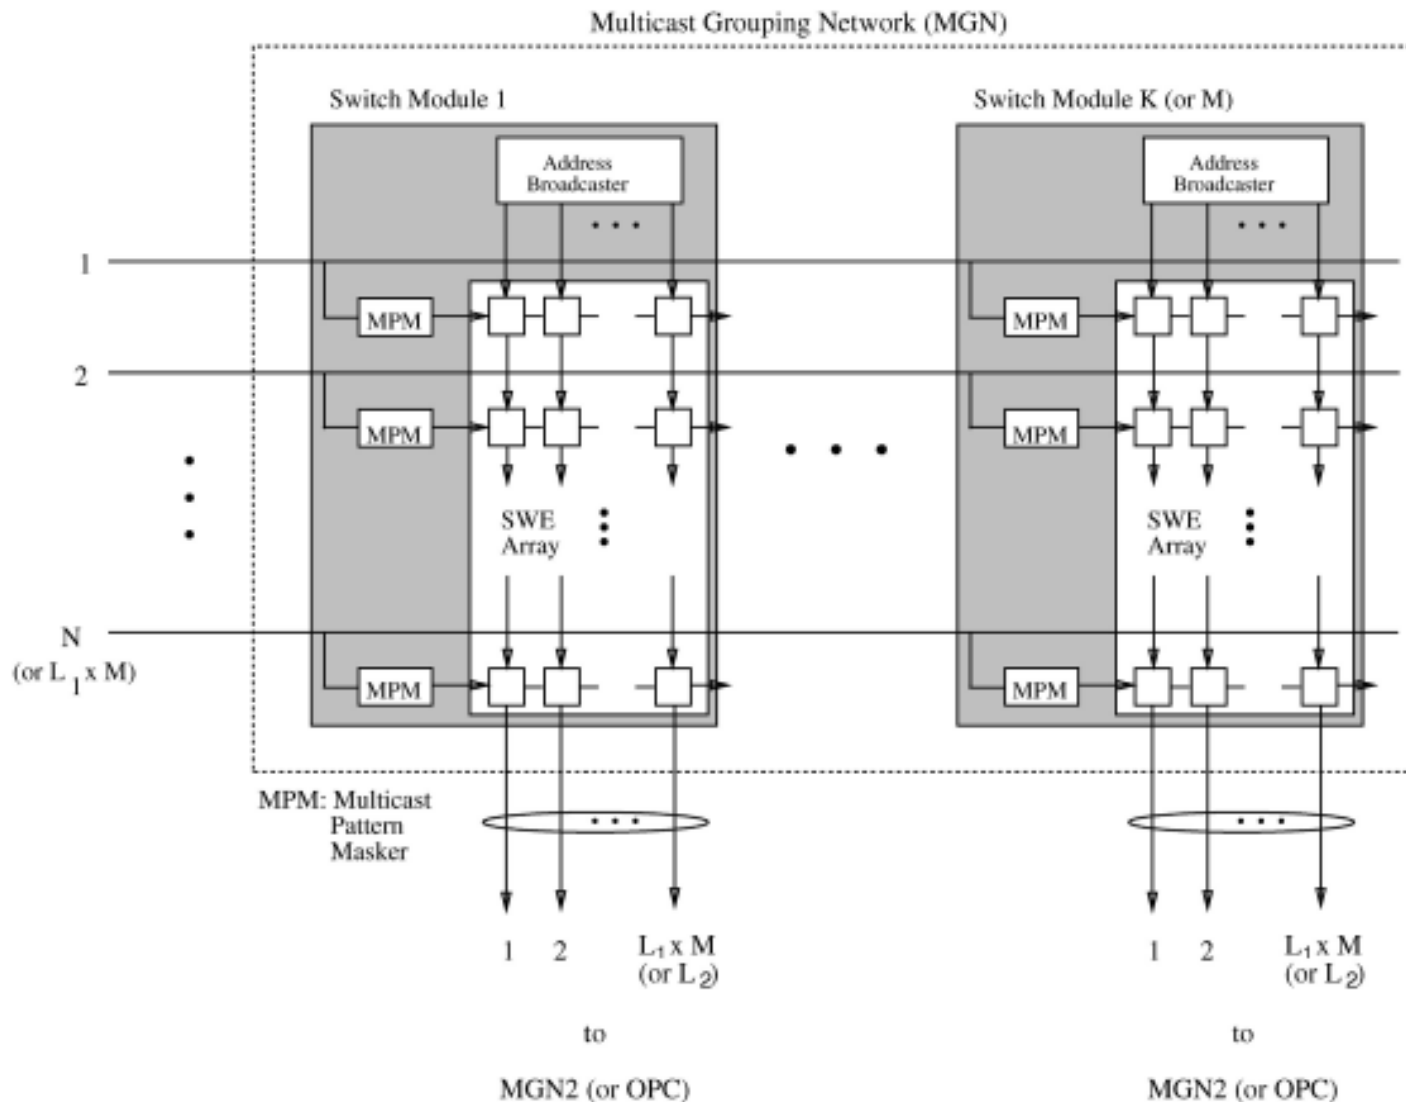 Multicast Grouping Network (MGN)
Switch Module 1
Switch Module K (or M)
Address
Broadcaster
Address
Broadcaster
1
MPM
MPM
2
MPM
MPM
SWE
Array
SWE
Array
N
(or L₁ x M)
MPM
MPM
MPM: Multicast
Pattern
Masker
1 2 L₁ x M
(or L₂)
1 2 L₁ x M
(or L₂)
to
to
MGN2 (or OPC)
MGN2 (or OPC)